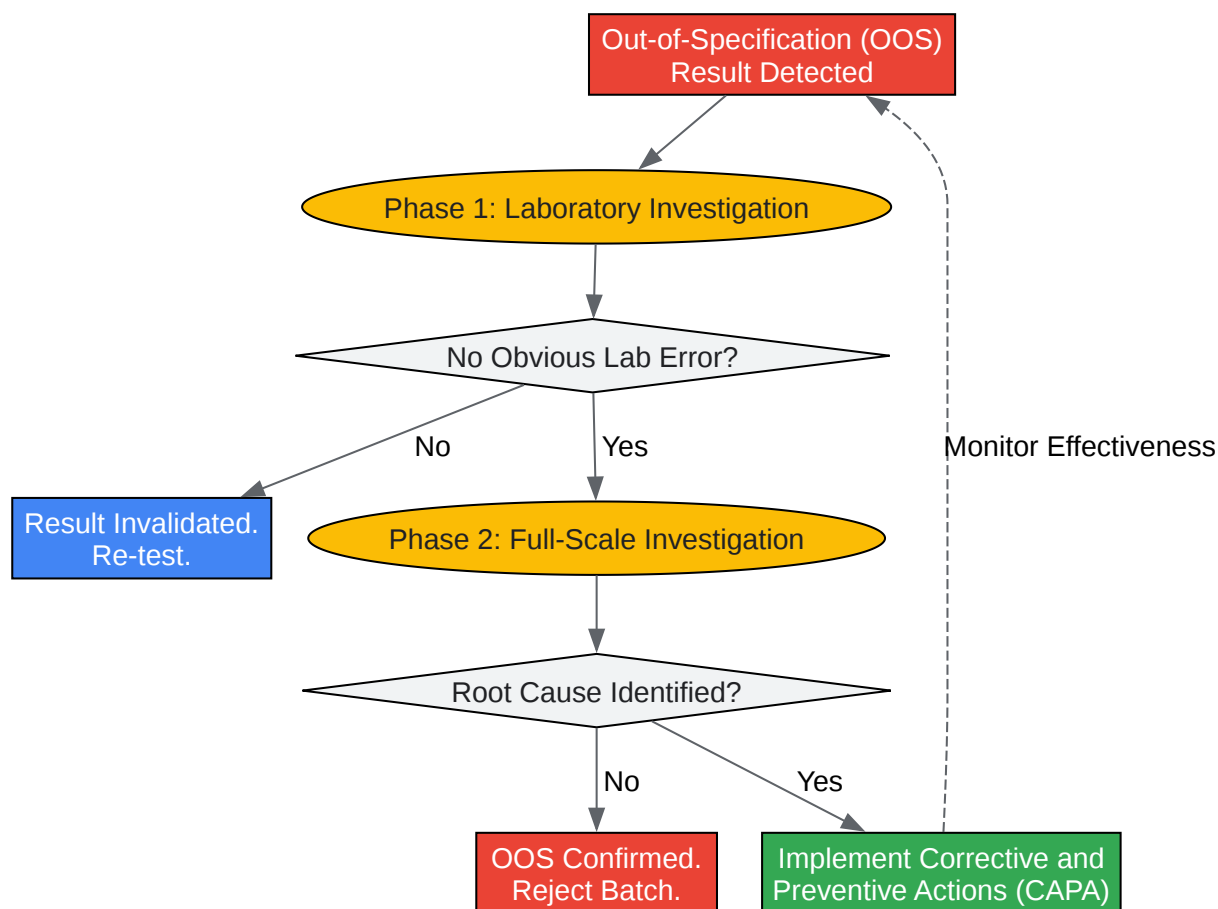 Out-of-Specification (OOS)
Result Detected
Phase 1: Laboratory Investigation
No Obvious Lab Error?
No
Yes
Monitor Effectiveness
Result Invalidated.
Re-test.
Phase 2: Full-Scale Investigation
Root Cause Identified?
No
Yes
OOS Confirmed.
Reject Batch.
Implement Corrective and
Preventive Actions (CAPA)